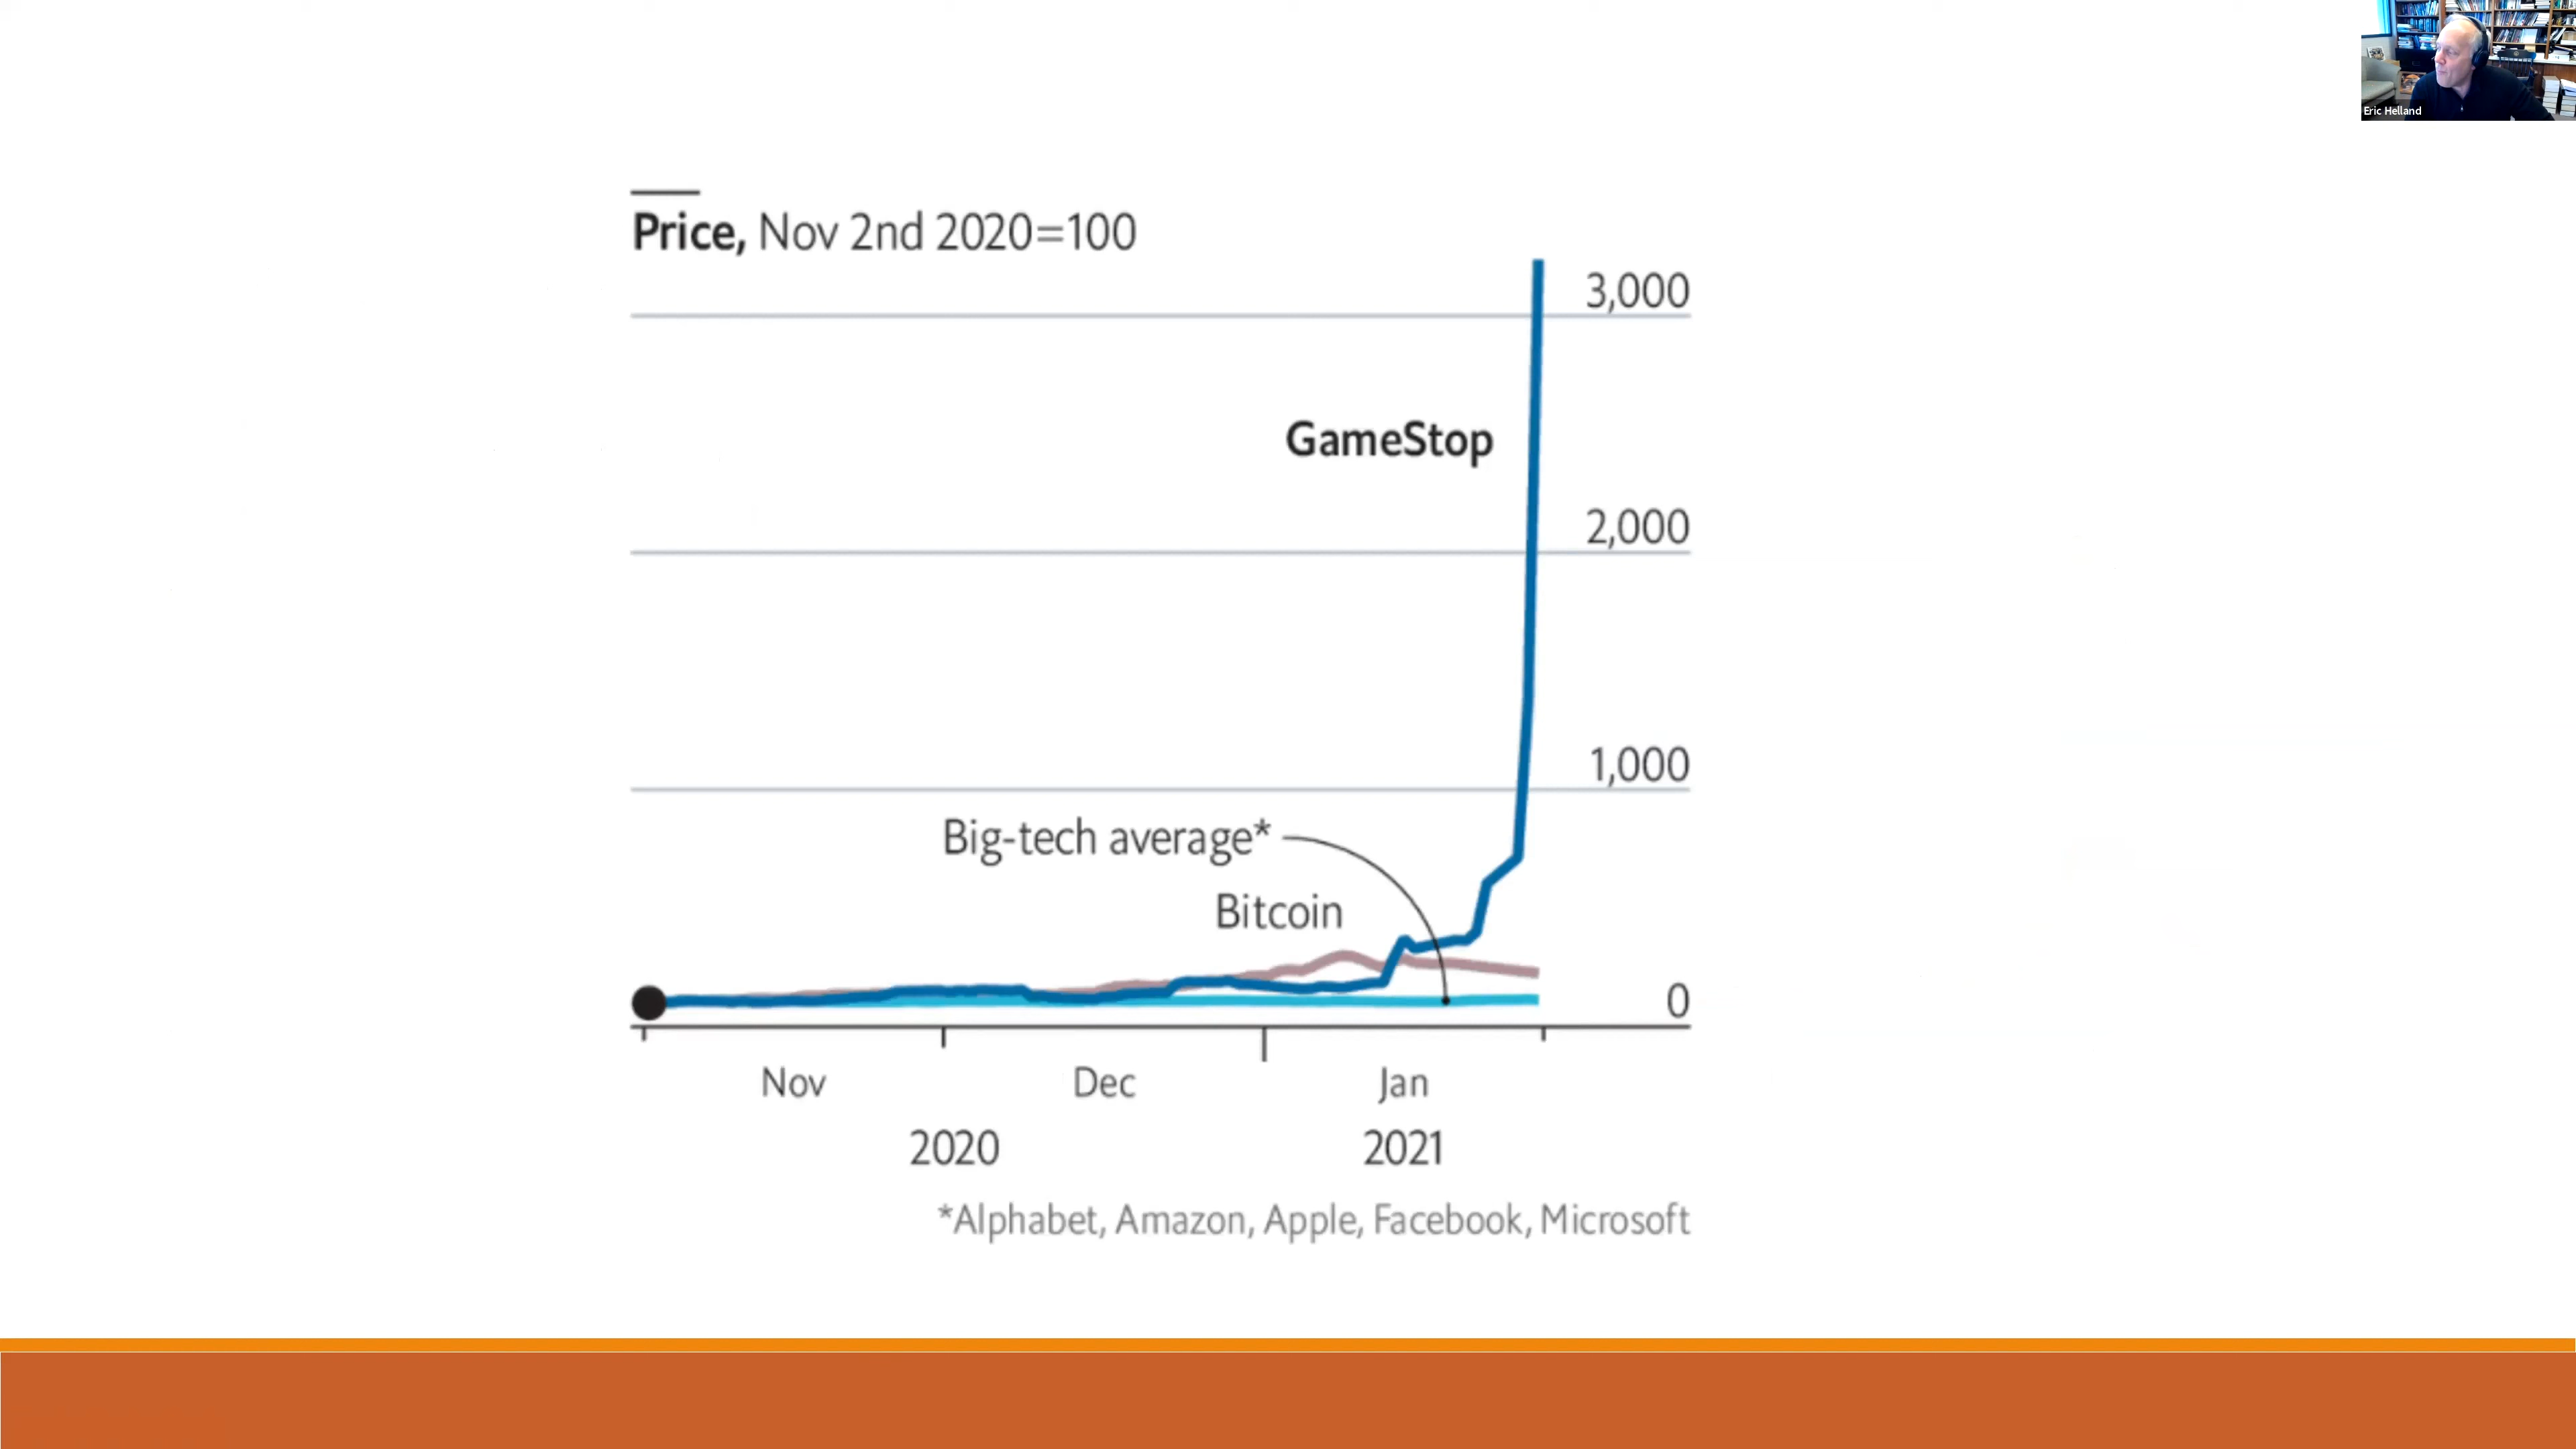 Eric Helland
Price, Nov 2nd 2020=100
3,000
GameStop
2,000
1,000
Big-tech average*
Bitcoin
0
Nov Dec Jan
2020 2021
*Alphabet, Amazon, Apple, Facebook, Microsoft